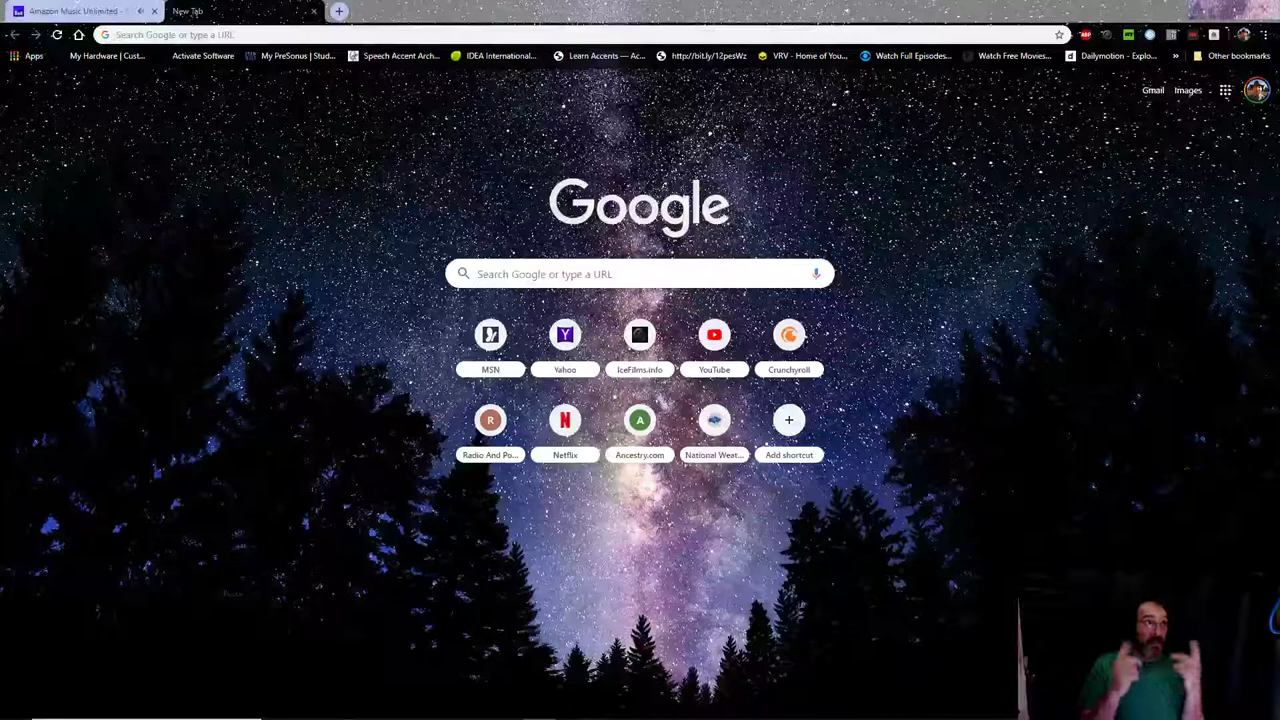 Amazon Music Unlimited -
New Tab
Search Google or type a URL
Apps
My Hardware | Cust...
Activate Software
My PreSonus | Stud...
Speech Accent Arch...
IDEA International...
Learn Accents — Ac...
http://bit.ly/12pesWz
VRV - Home of You...
Watch Full Episodes...
Watch Free Movies...
Dailymotion - Explo...
»
Other bookmarks
Gmail
Images
Google
Search Google or type a URL
MSN
Yahoo
IceFilms.info
YouTube
Crunchyroll
Radio And Po...
Netflix
Ancestry.com
National Weat...
Add shortcut